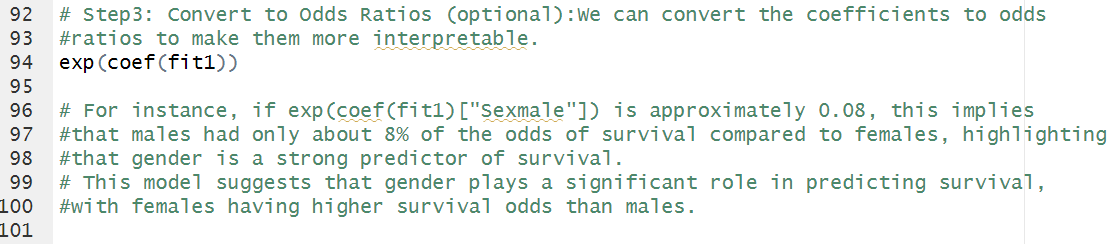 92 # Step3: Convert to Odds Ratios (optional):We can convert the coefficients to odds
93 #ratios to make them more interpretable.
94 exp(coef(fit1))
95
96 # For instance, if exp(coef(fit1)["Sexmale"]) is approximately 0.08, this implies
97 #that males had only about 8% of the odds of survival compared to females, highlighting
98 #that gender is a strong predictor of survival.
99 # This model suggests that gender plays a significant role in predicting survival,
100 #with females having higher survival odds than males.
101